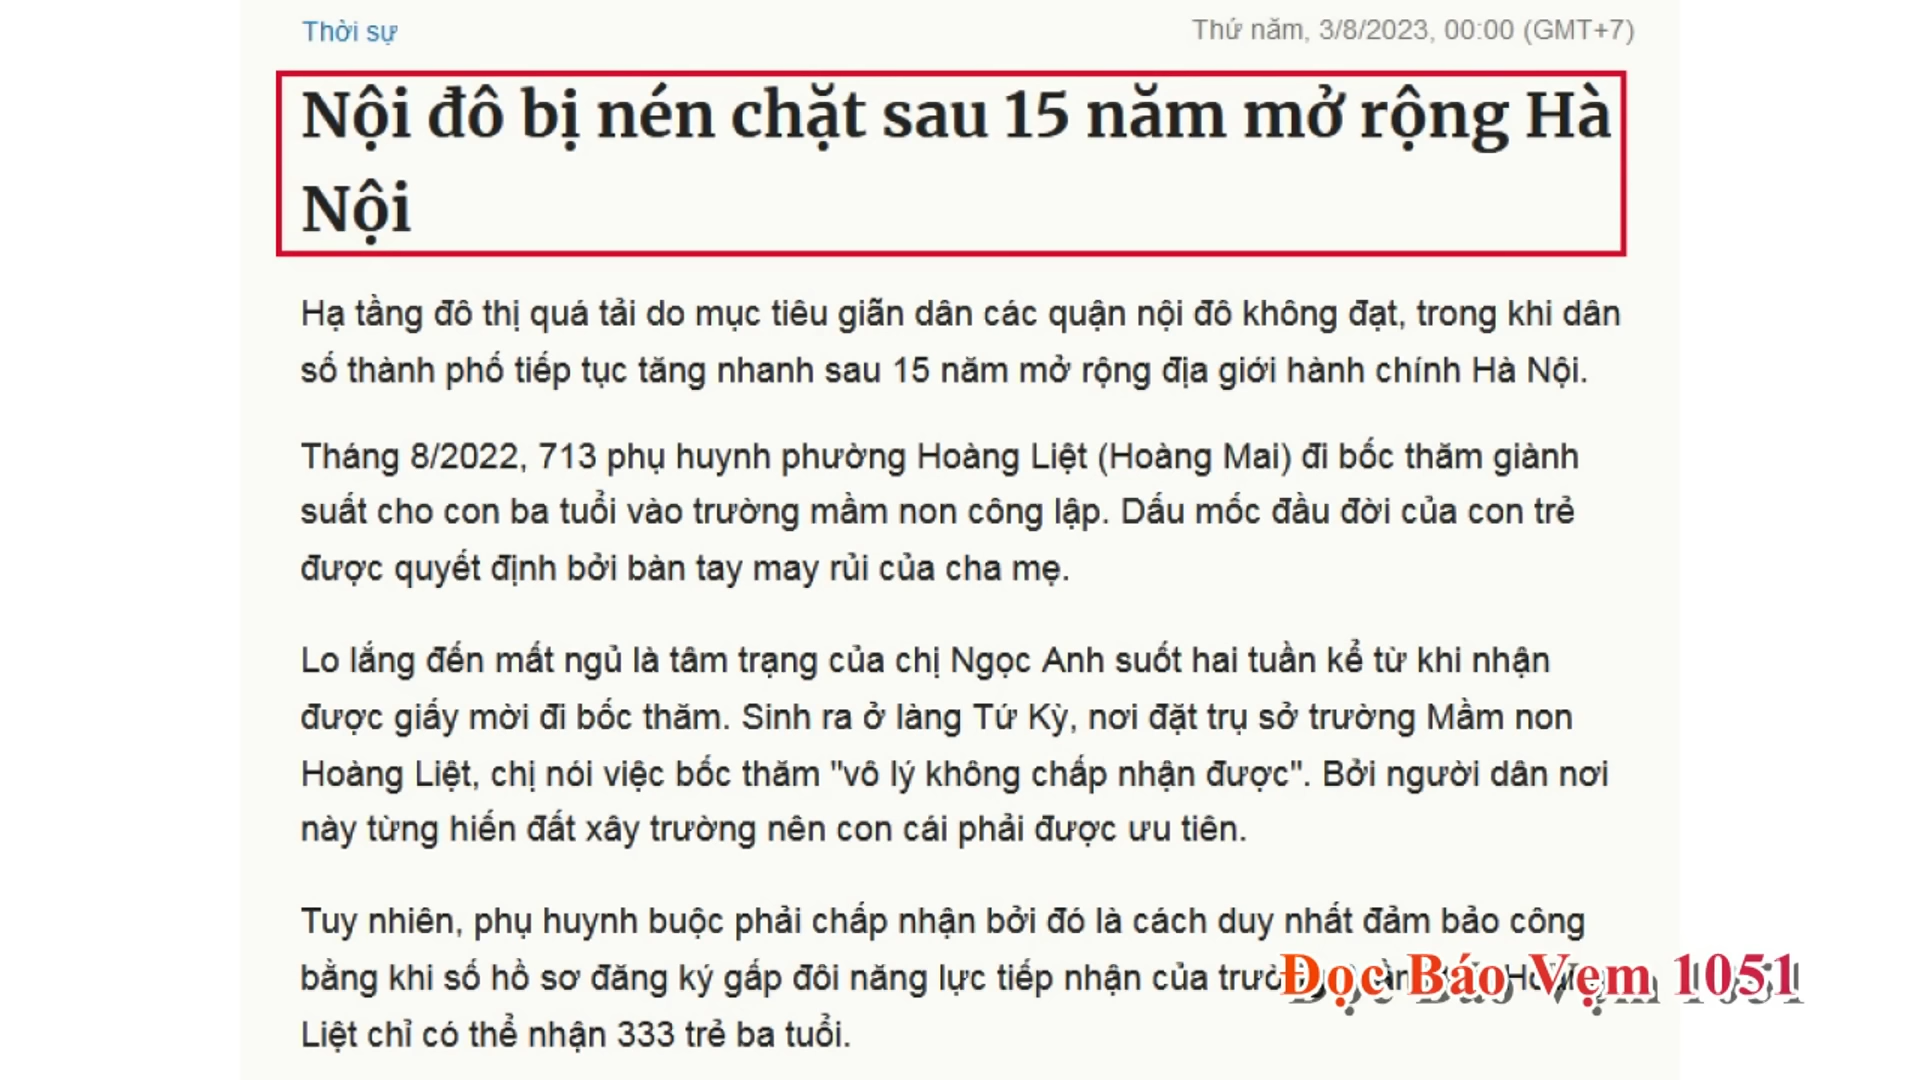 Thời sự
Thứ năm, 3/8/2023, 00:00 (GMT+7)
Nội đô bị nén chặt sau 15 năm mở rộng Hà
Nội
Hạ tầng đô thị quá tải do mục tiêu giãn dân các quận nội đô không đạt, trong khi dân
số thành phố tiếp tục tăng nhanh sau 15 năm mở rộng địa giới hành chính Hà Nội.
Tháng 8/2022, 713 phụ huynh phường Hoàng Liệt (Hoàng Mai) đi bốc thăm giành
suất cho con ba tuổi vào trường mầm non công lập. Dấu mốc đầu đời của con trẻ
được quyết định bởi bàn tay may rủi của cha mẹ.
Lo lắng đến mất ngủ là tâm trạng của chị Ngọc Anh suốt hai tuần kể từ khi nhận
được giấy mời đi bốc thăm. Sinh ra ở làng Tứ Kỳ, nơi đặt trụ sở trường Mầm non
Hoàng Liệt, chị nói việc bốc thăm "vô lý không chấp nhận được". Bởi người dân nơi
này từng hiến đất xây trường nên con cái phải được ưu tiên.
Tuy nhiên, phụ huynh buộc phải chấp nhận bởi đó là cách duy nhất đảm bảo công
bằng khi số hồ sơ đăng ký gấp đôi năng lực tiếp nhận của
Đọc Báo Vẹm 1051
Liệt chỉ có thể nhận 333 trẻ ba tuổi.